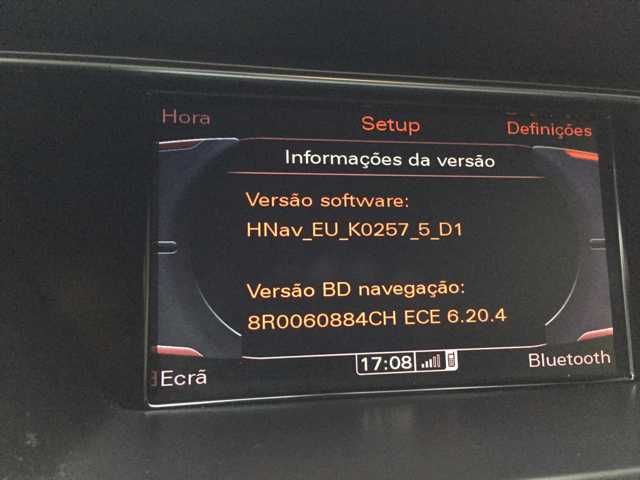 Hora
Setup
Definições
Informações da versão
Versão software:
HNav_EU_K0257_5_D1
Versão BD navegação:
8R0060884CH ECE 6.20.4
17:08
Ecrã
Bluetooth